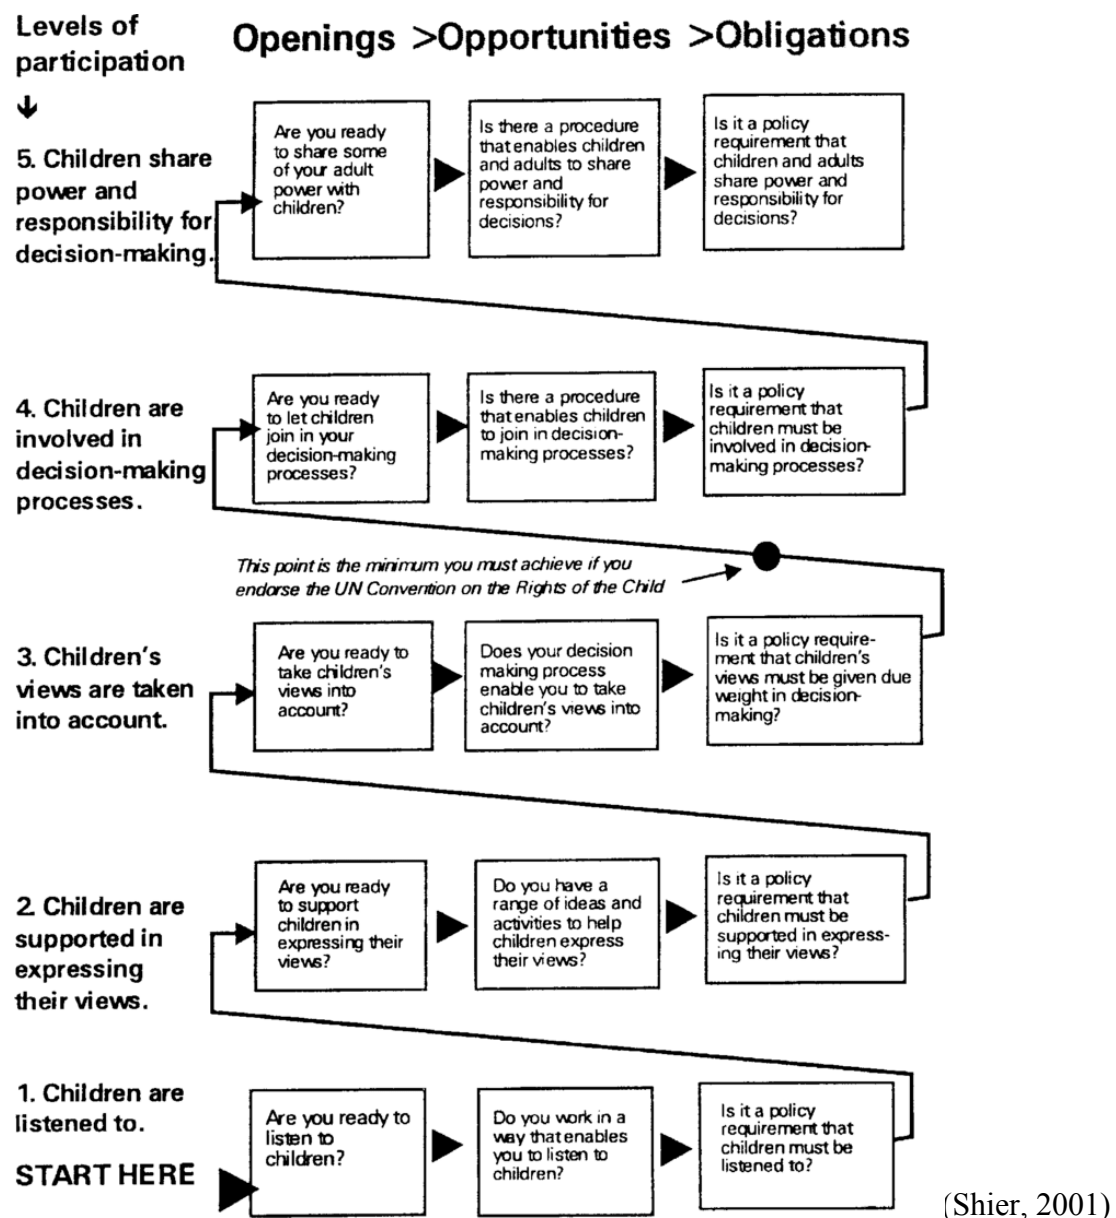 Levels of
participation
Openings >Opportunities >Obligations
5. Children share
power and
responsibility for
decision-making.
Are you ready
to share some
of your adult
power with
children?
Is there a procedure
that enables children
and adults to share
power and
responsibility for
decisions?
Is it a policy
requirement that
children and adults
share power and
responsibility for
decisions?
4. Children are
involved in
decision-making
processes.
Are you ready
to let children
join in your
decision-making
processes?
Is there a procedure
that enables children
to join in decision-
making processes?
Is it a policy
requirement that
children must be
involved in decision-
making processes?
This point is the minimum you must achieve if you
endorse the UN Convention on the Rights of the Child
3. Children's
views are taken
into account.
Are you ready to
take children's
views into
account?
Does your decision
making process
enable you to take
children's views into
account?
Is it a policy require-
ment that children's
views must be given due
weight in decision-
making?
2. Children are
supported in
expressing
their views.
Are you ready
to support
children in
expressing their
views?
Do you have a
range of ideas and
activities to help
children express
their views?
Is it a policy
requirement that
children must be
supported in express-
ing their views?
1. Children are
listened to.
START HERE
Are you ready to
listen to
children?
Do you work in a
way that enables
you to listen to
children?
Is it a policy
requirement that
children must be
listened to?
(Shier, 2001)